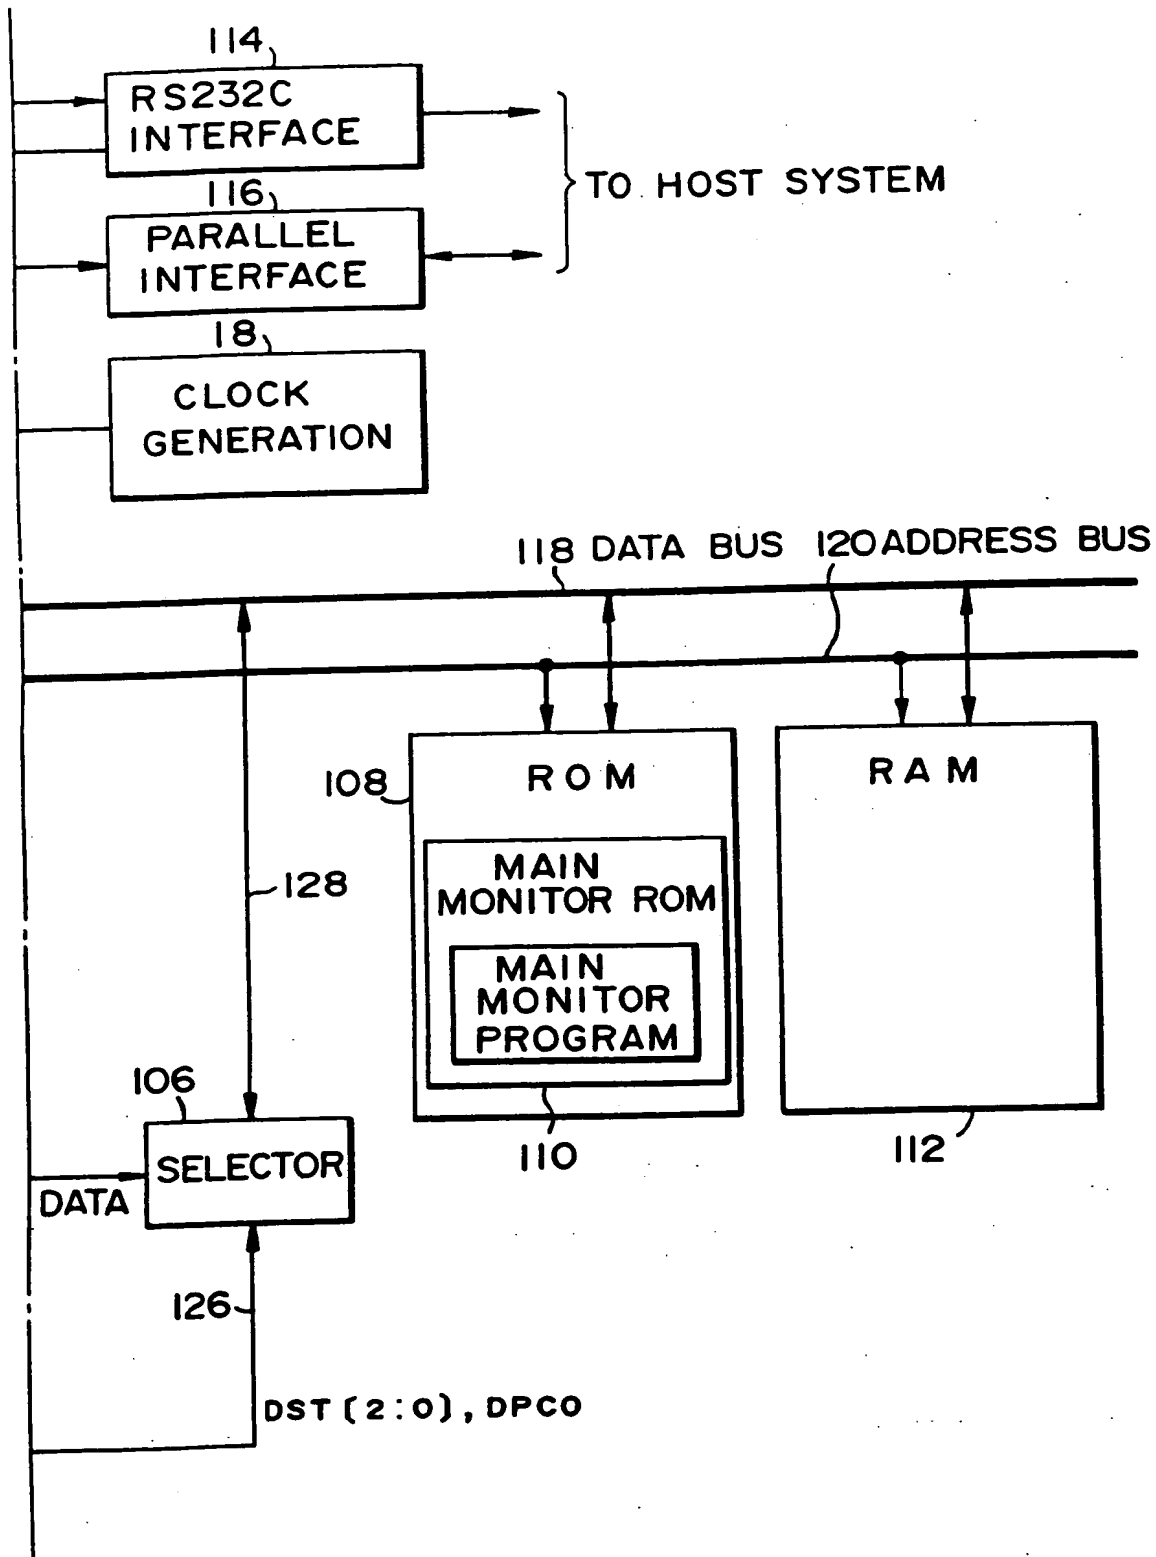 114
RS232C
INTERFACE
TO HOST SYSTEM
116
PARALLEL
INTERFACE
18
CLOCK
GENERATION
118 DATA BUS 120 ADDRESS BUS
108
ROM
RAM
MAIN
MONITOR ROM
128
MAIN
MONITOR
PROGRAM
106
110
112
SELECTOR
DATA
126
DST (2:0), DPCO